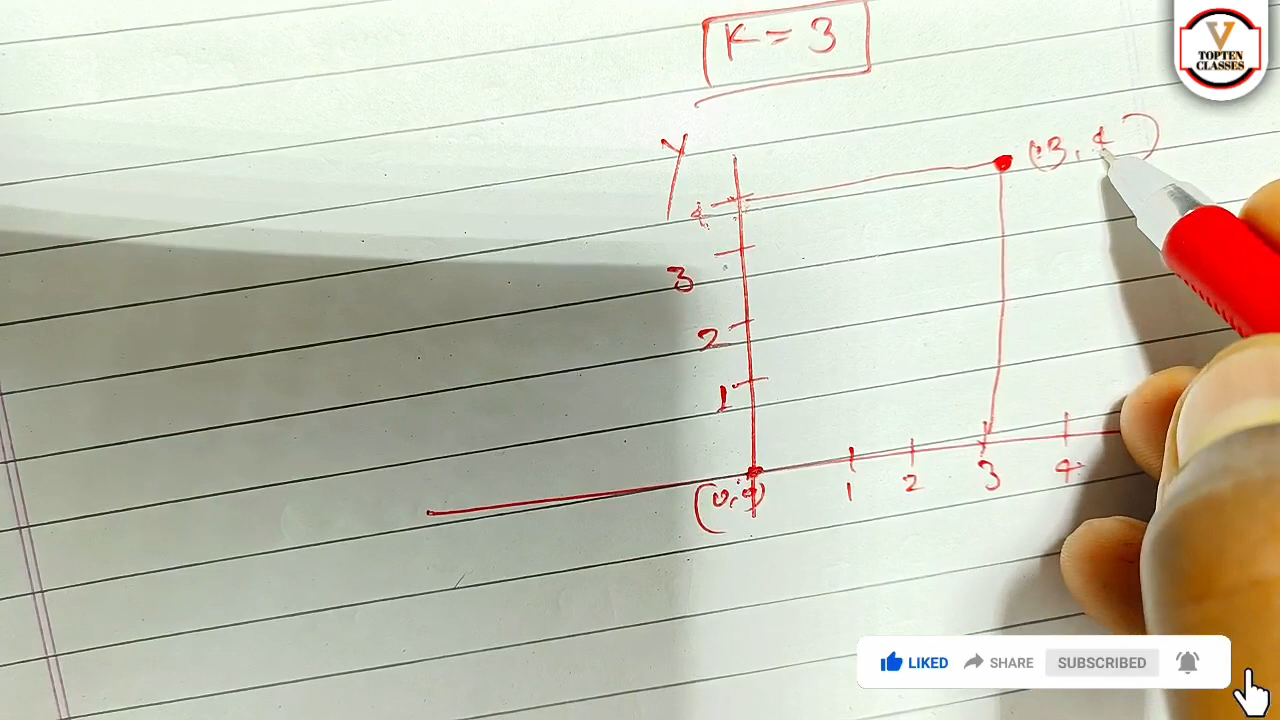 K = 3
V
TOPTEN
CLASSES
Y
(3, 4)
4
3
2
1
(0,0)
1 2 3 4
LIKED SHARE SUBSCRIBED